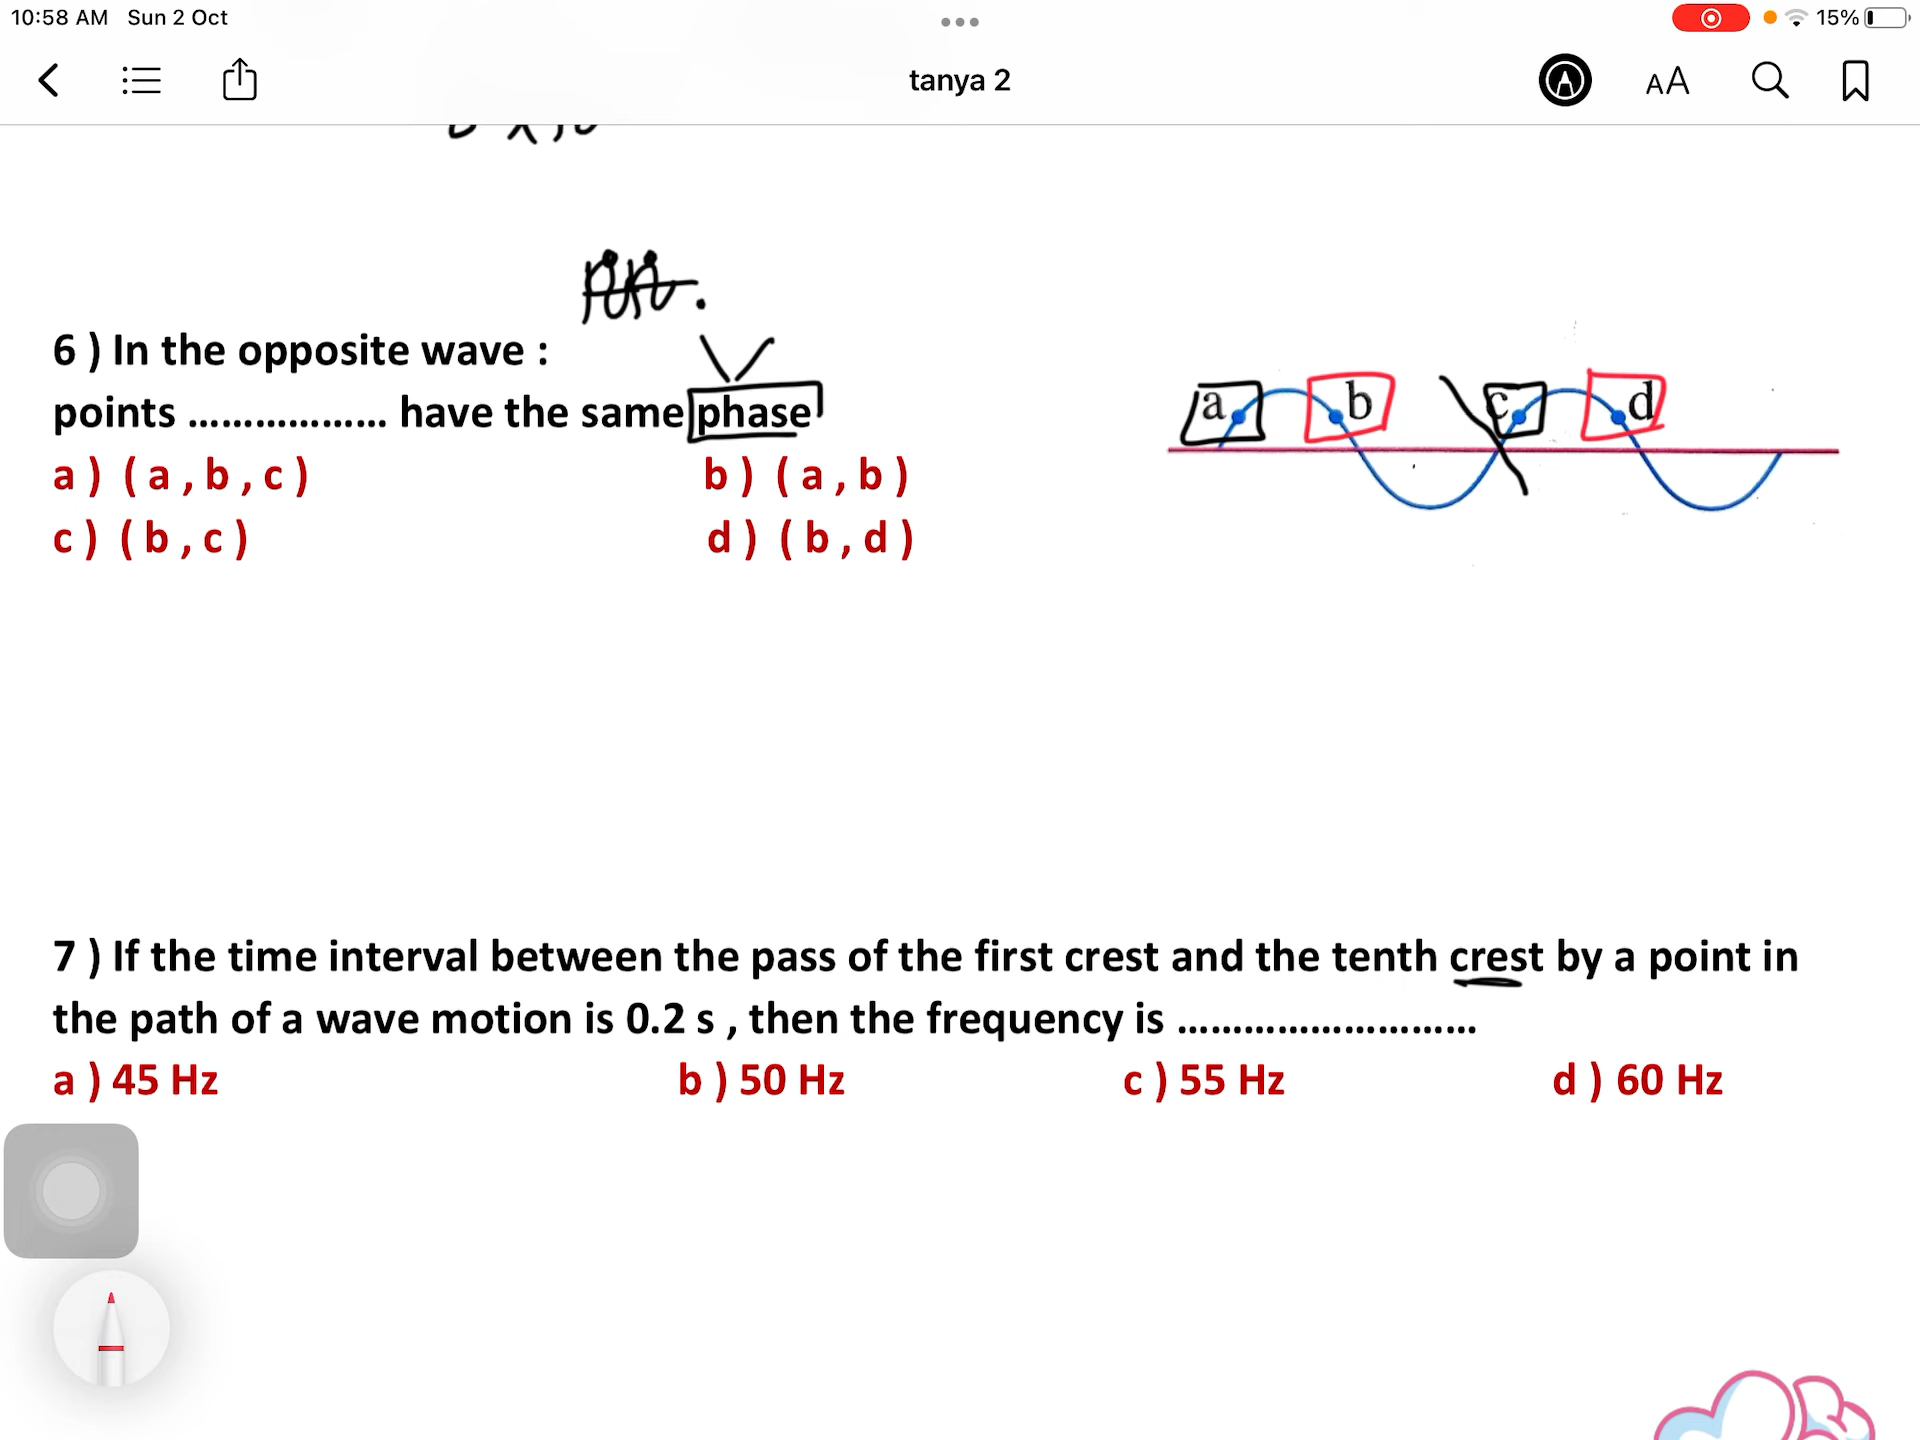 10:58 AM Sun 2 Oct
15%
tanya 2
AA
6 ) In the opposite wave :
points .................. have the same phase
a ) ( a , b , c ) b ) ( a , b )
c ) ( b , c ) d ) ( b , d )
a b c d
7 ) If the time interval between the pass of the first crest and the tenth crest by a point in
the path of a wave motion is 0.2 s , then the frequency is ...........................
a ) 45 Hz b ) 50 Hz c ) 55 Hz d ) 60 Hz